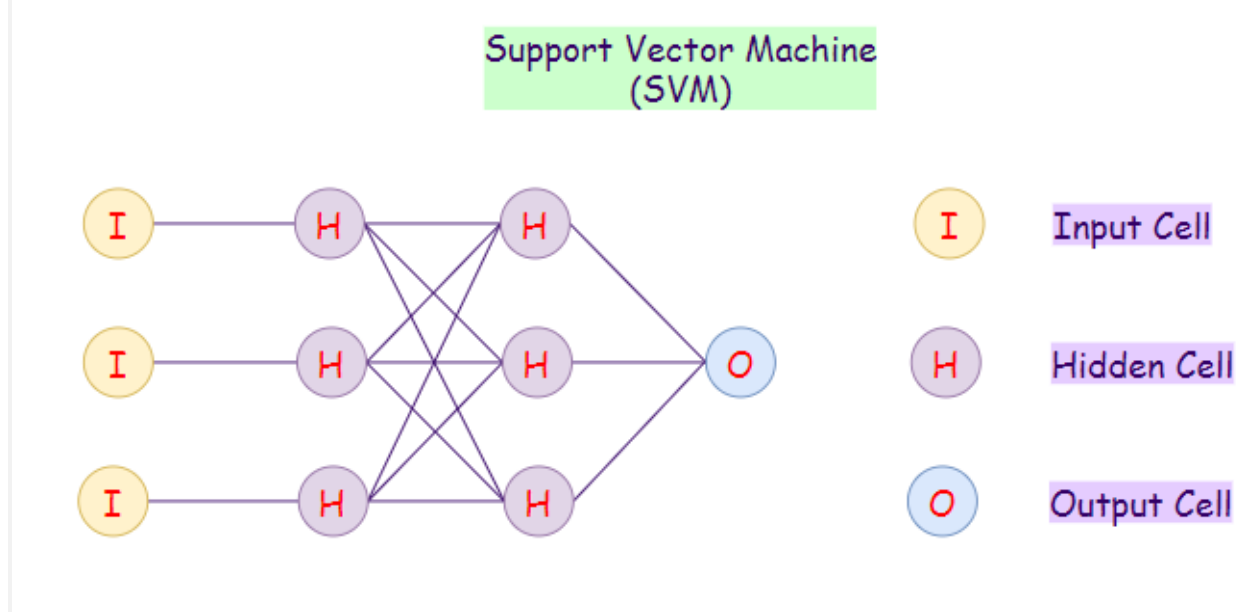 Support Vector Machine
(SVM)
I H H I Input Cell
I H H O H Hidden Cell
I H H O Output Cell